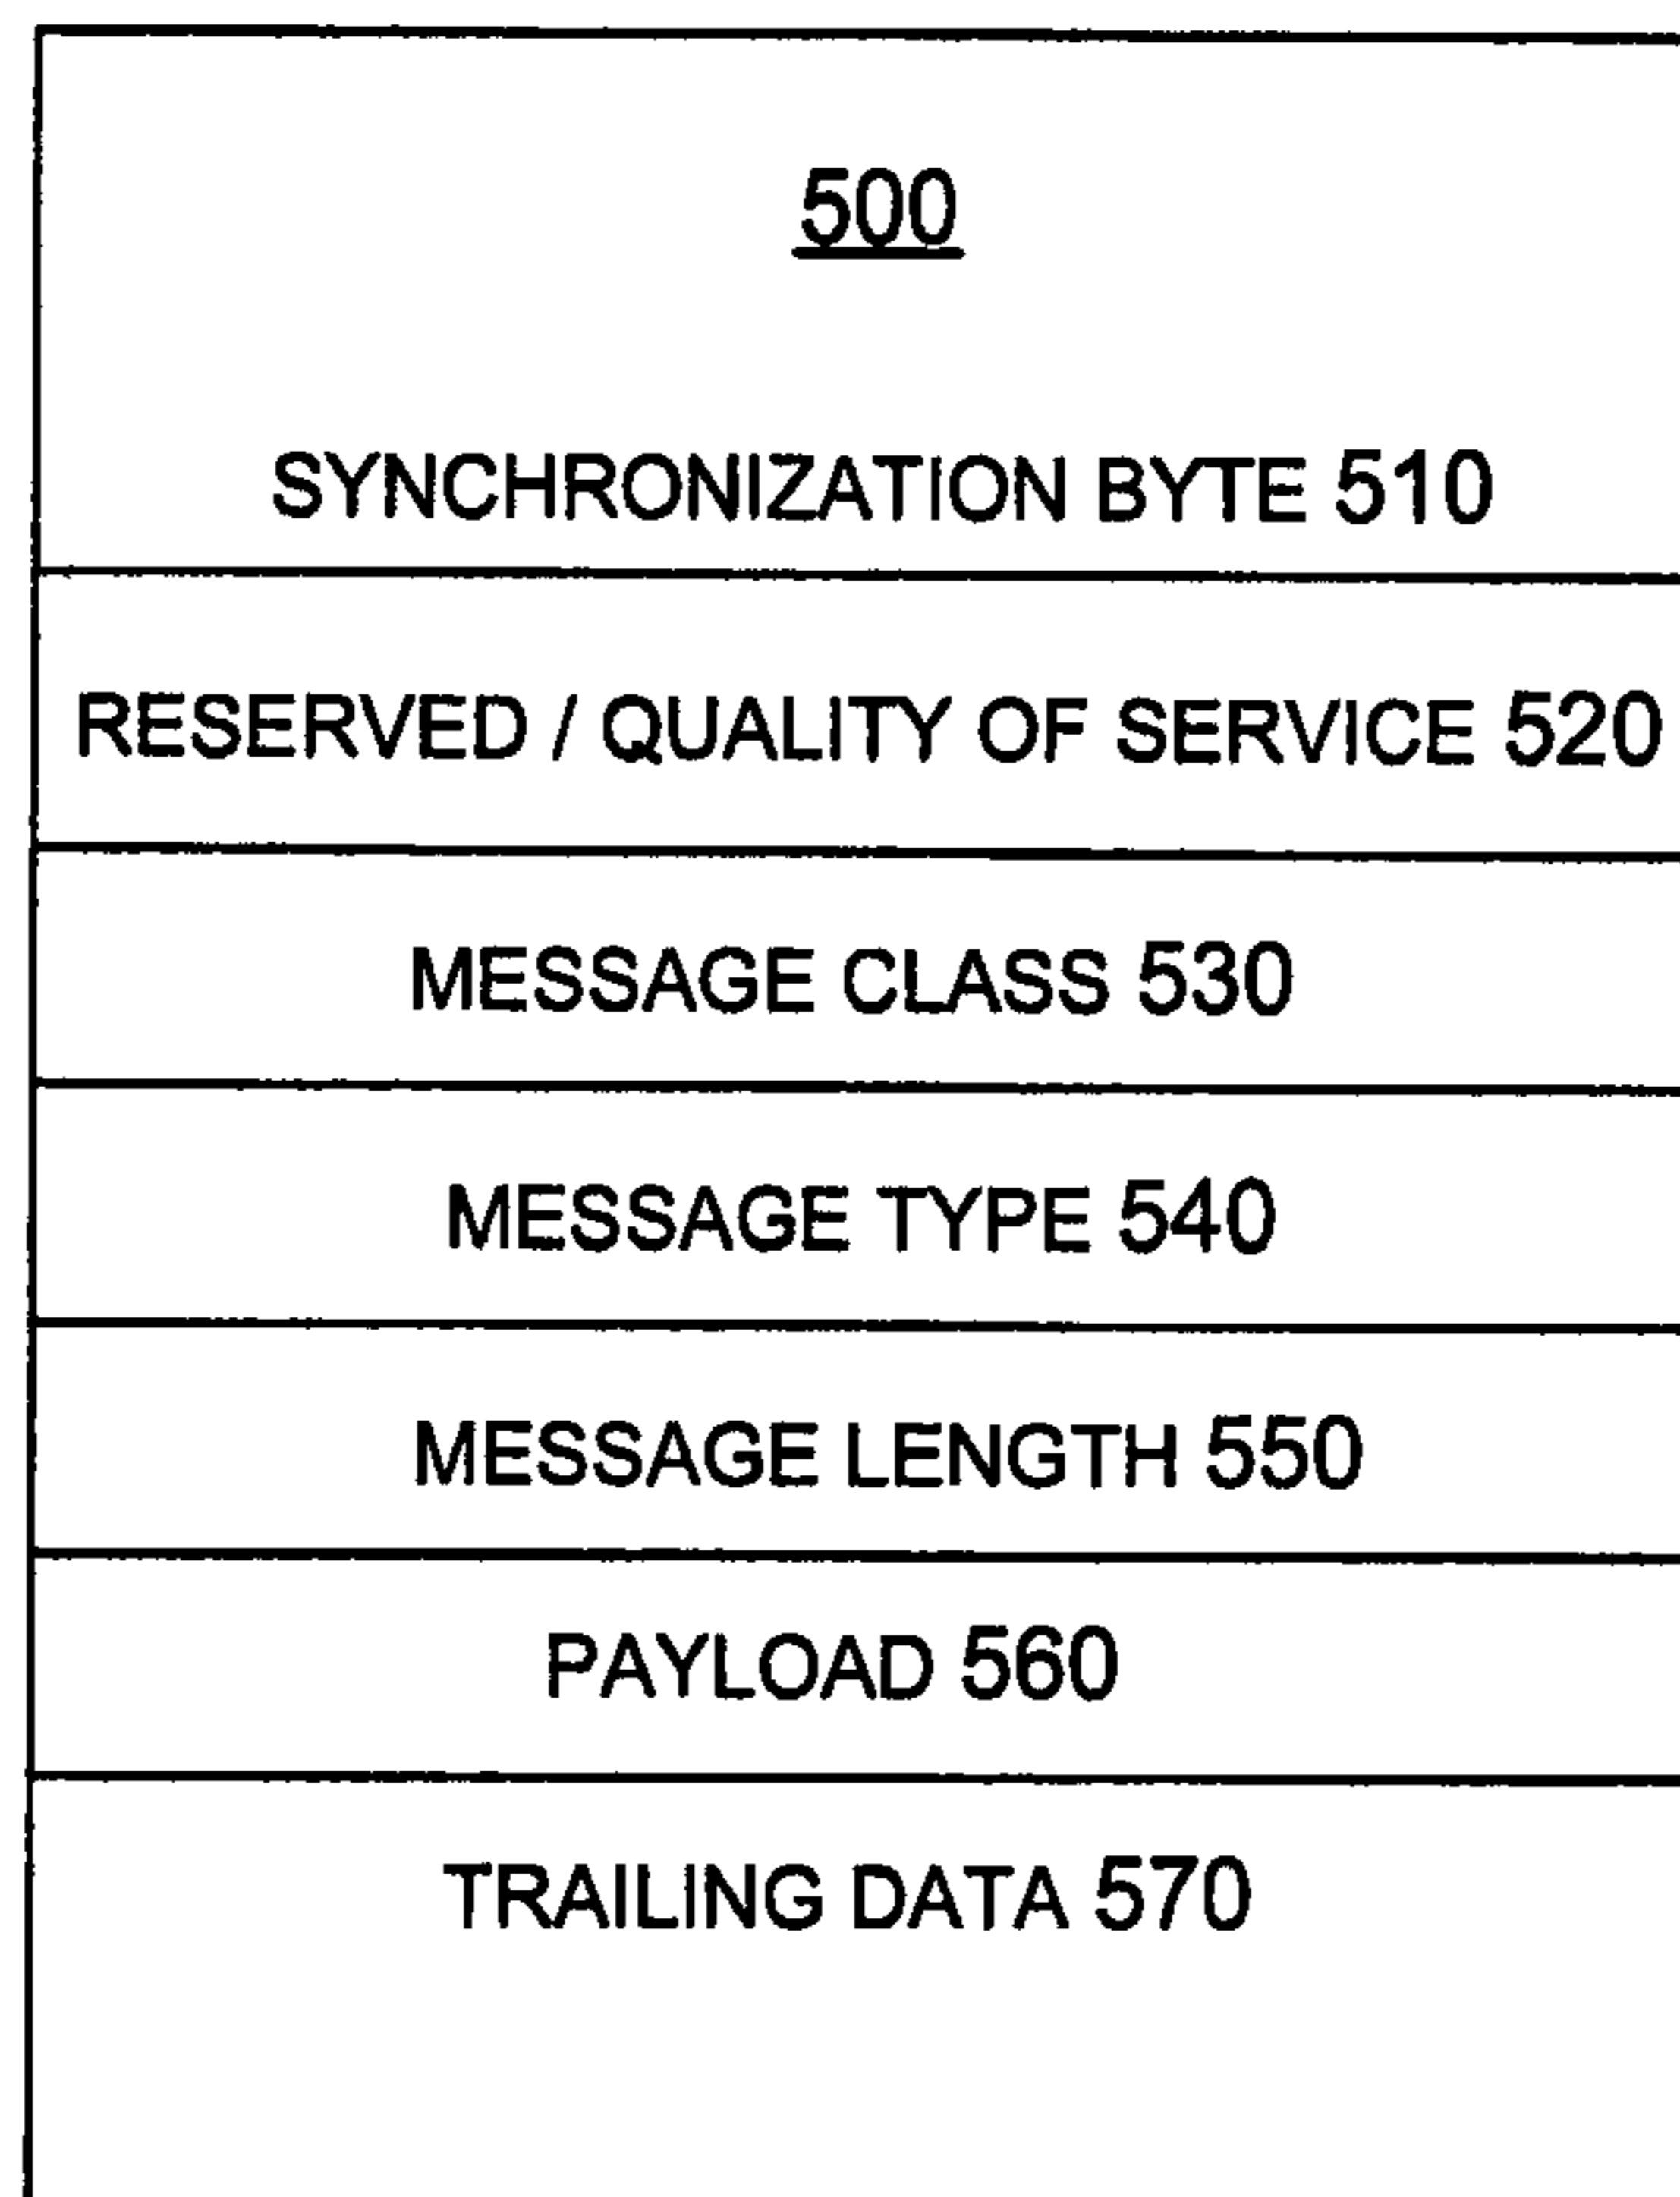 500
SYNCHRONIZATION BYTE 510
RESERVED / QUALITY OF SERVICE 520
MESSAGE CLASS 530
MESSAGE TYPE 540
MESSAGE LENGTH 550
PAYLOAD 560
TRAILING DATA 570